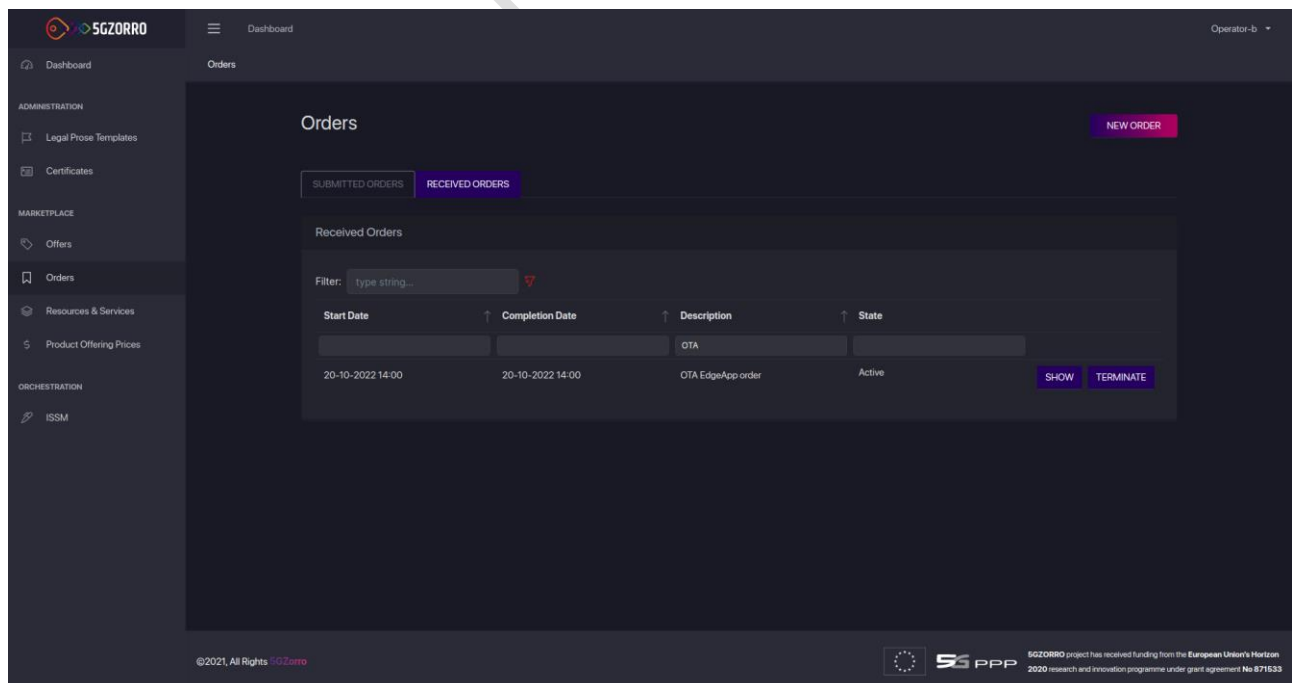 5GZORRO
Dashboard
Operator-b
Dashboard
Orders
ADMINISTRATION
Legal Prose Templates
Certificates
MARKETPLACE
Offers
Orders
Resources & Services
Product Offering Prices
ORCHESTRATION
ISSM
Orders
NEW ORDER
SUBMITTED ORDERS RECEIVED ORDERS
Received Orders
Filter: type string...
Start Date Completion Date Description State
OTA
20-10-2022 14:00 20-10-2022 14:00 OTA EdgeApp order Active SHOW TERMINATE
©2021, All Rights 5GZorro
5G PPP
5GZORRO project has received funding from the European Union's Horizon
2020 research and innovation programme under grant agreement No 871533